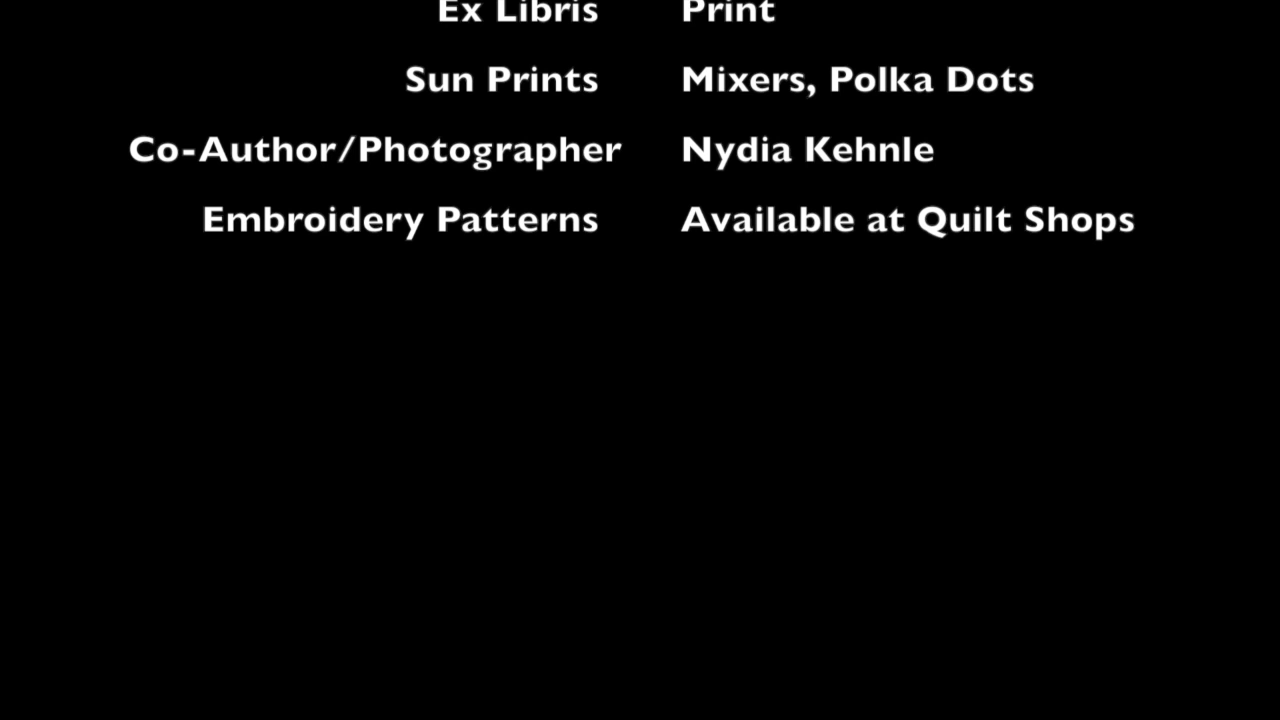 Ex Libris Print
Sun Prints Mixers, Polka Dots
Co-Author/Photographer Nydia Kehnle
Embroidery Patterns Available at Quilt Shops